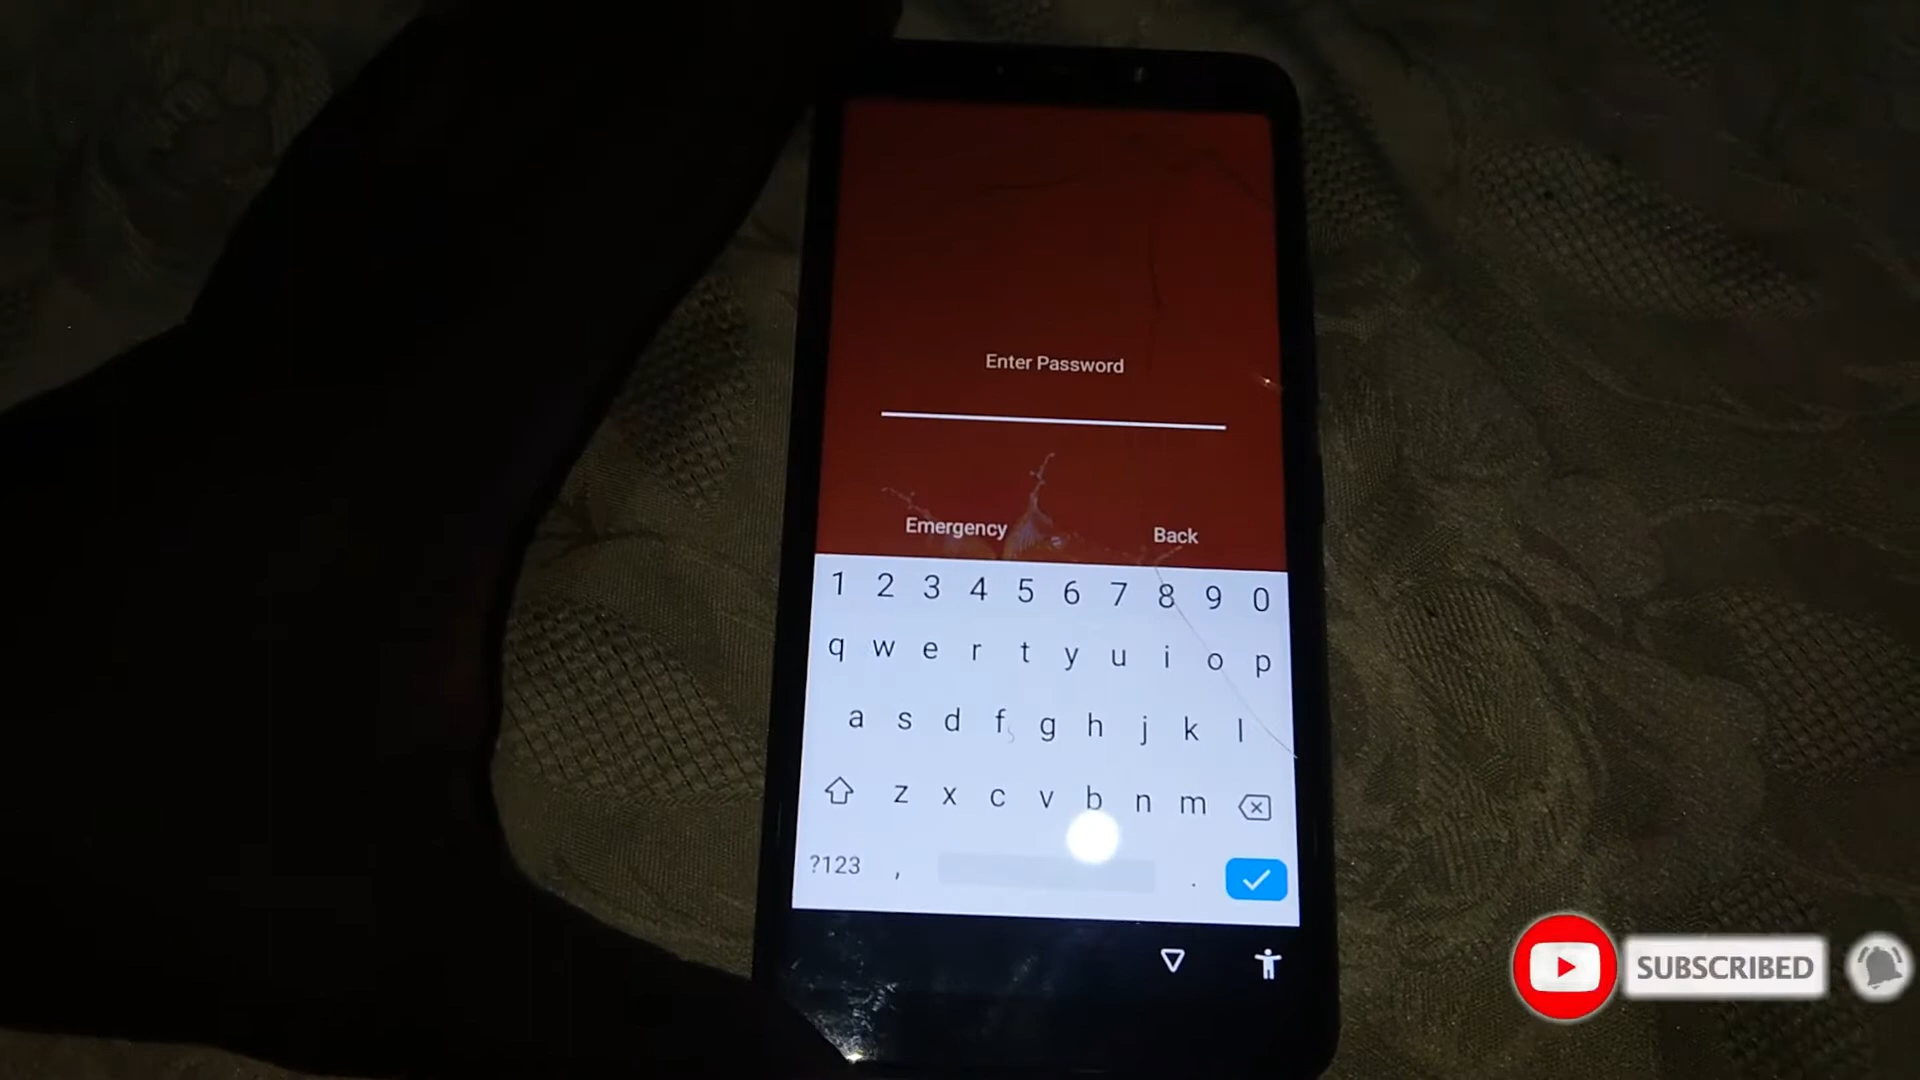 Enter Password
Emergency Back
1 2 3 4 5 6 7 8 9 0
q w e r t y u i o p
a s d f g h j k l
z x c v b n m
?123 , .
SUBSCRIBED